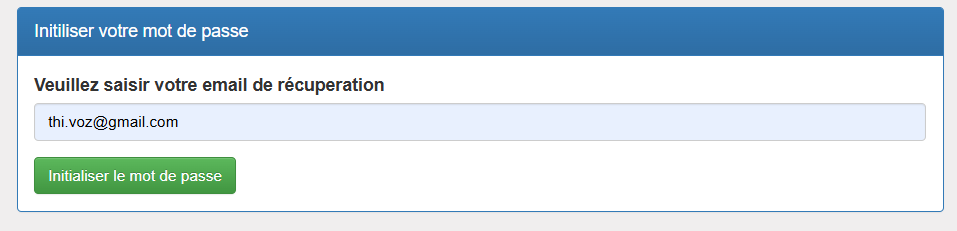 Initiliser votre mot de passe
Veuillez saisir votre email de récuperation
thi.voz@gmail.com
Initialiser le mot de passe